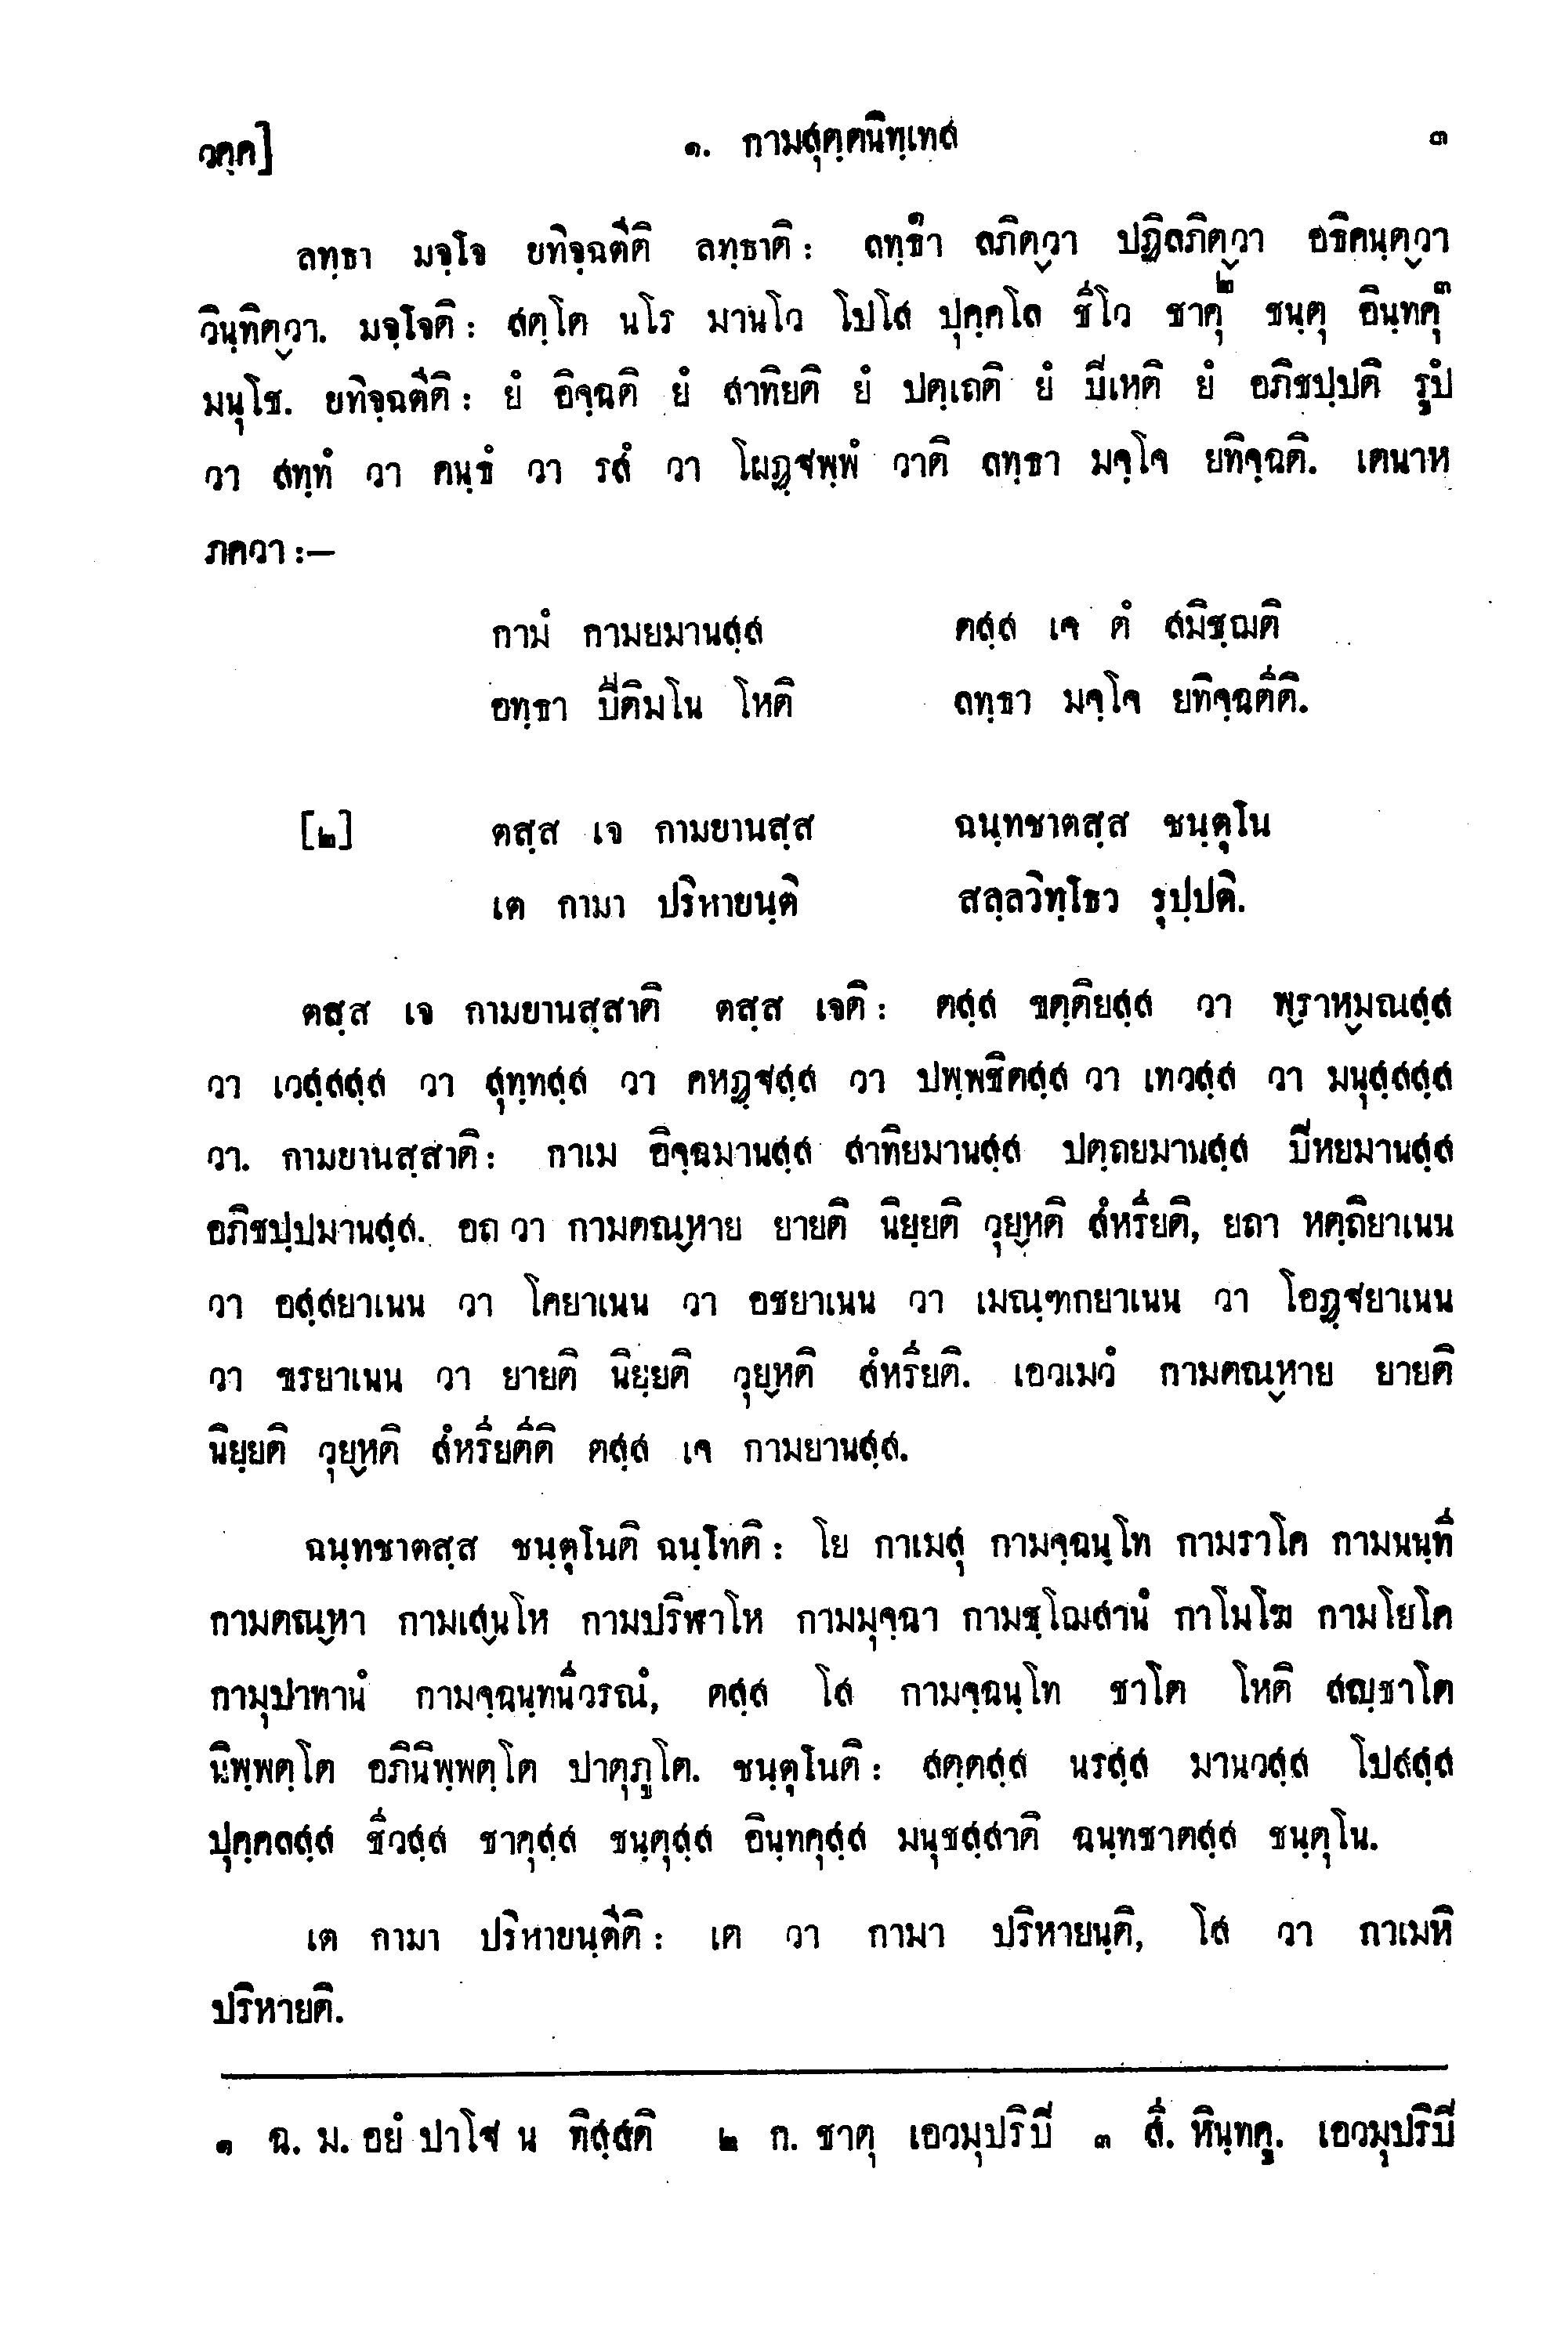 วคฺค]
๑. กามสุตฺตนิทฺเทส
๓
ลทฺธา มจฺโจ ยทิจฺฉตีติ ลทฺธาติ: ลทฺธา๑ ลภิตฺวา ปฏิลภิตฺวา อธิคนฺตฺวา
วินฺทิตฺวา. มจฺโจติ: สตฺโต นโร มานโว โปโส ปุคฺคโล ชีโว ชาตุ๒ ชนฺตุ อินฺทคุ๓
มนุโช. ยทิจฺฉตีติ: ยํ อิจฺฉติ ยํ สาทิยติ ยํ ปตฺเถติ ยํ ปิเหติ ยํ อภิชปฺปติ รูปํ
วา สทฺทํ วา คนฺธํ วา รสํ วา โผฏฺฐพฺพํ วาติ ลทฺธา มจฺโจ ยทิจฺฉติ. เตนาห
ภควา :—
กามํ กามยมานสฺส ตสฺส เจ ตํ สมิชฺฌติ
อทฺธา ปีติมโน โหติ ลทฺธา มจฺโจ ยทิจฺฉตีติ.
[๒] ตสฺส เจ กามยานสฺส ฉนฺทชาตสฺส ชนฺตุโน
เต กามา ปริหายนฺติ สลฺลวิทฺโธว รุปฺปติ.
ตสฺส เจ กามยานสฺสาติ ตสฺส เจติ: ตสฺส ขตฺติยสฺส วา พฺราหฺมณสฺส
วา เวสฺสสฺส วา สุทฺทสฺส วา คหฏฺฐสฺส วา ปพฺพชิตสฺส วา เทวสฺส วา มนุสฺสสฺส
วา. กามยานสฺสาติ: กาเม อิจฺฉมานสฺส สาทิยมานสฺส ปตฺถยมานสฺส ปิหยมานสฺส
อภิชปฺปมานสฺส. อถ วา กามตณฺหาย ยายติ นิยฺยติ วุยฺหติ สํหรียติ, ยถา หตฺถิยาเนน
วา อสฺสยาเนน วา โคยาเนน วา อชยาเนน วา เมณฺฑกยาเนน วา โอฏฺฐยาเนน
วา ขรยาเนน วา ยายติ นิยฺยติ วุยฺหติ สํหรียติ. เอวเมวํ กามตณฺหาย ยายติ
นิยฺยติ วุยฺหติ สํหรียตีติ ตสฺส เจ กามยานสฺส.
ฉนฺทชาตสฺส ชนฺตุโนติ ฉนฺโทติ: โย กาเมสุ กามจฺฉนฺโท กามราโค กามนนฺที
กามตณฺหา กามเสฺนโห กามปริฬาโห กามมุจฺฉา กามชฺโฌสานํ กาโมโฆ กามโยโค
กามุปาทานํ กามจฺฉนฺทนีวรณํ, ตสฺส โส กามจฺฉนฺโท ชาโต โหติ สญฺชาโต
นิพฺพตฺโต อภินิพฺพตฺโต ปาตุภูโต. ชนฺตุโนติ: สตฺตสฺส นรสฺส มานวสฺส โปสสฺส
ปุคฺคลสฺส ชีวสฺส ชาตุสฺส ชนฺตุสฺส อินฺทคุสฺส มนุชสฺสาติ ฉนฺทชาตสฺส ชนฺตุโน.
เต กามา ปริหายนฺตีติ: เต วา กามา ปริหายนฺติ, โส วา กาเมหิ
ปริหายติ.
๑ ฉ. ม. อยํ ปาโฐ น ทิสฺสติ ๒ ก. ชาตุ เอวมุปริปิ ๓ สี. หินฺทคู. เอวมุปริปิ